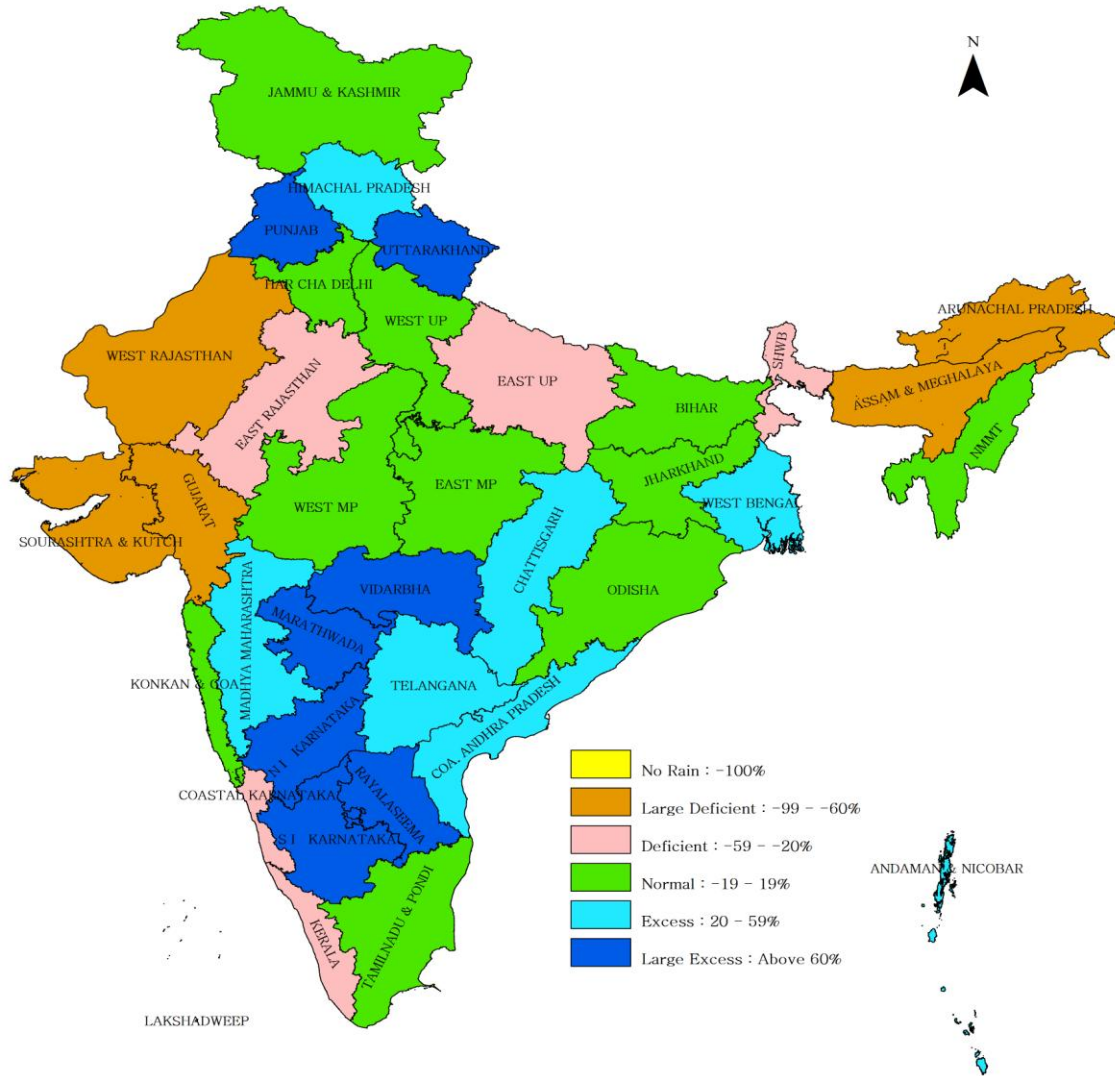 N
JAMMU & KASHMIR
HIMACHAL PRADESH
PUNJAB
UTTARAKHAND
HAR CHA DELHI
WEST UP
ARUNACHAL PRADESH
WEST RAJASTHAN
EAST RAJASTHAN
EAST UP
SHWB
ASSAM & MEGHALAYA
BIHAR
NMMT
JHARKHAND
GUJARAT
WEST MP
EAST MP
WEST BENGAL
SOURASHTRA & KUTCH
CHATTISGARH
VIDARBHA
ODISHA
MADHYA MAHARASHTRA
MARATHWADA
KONKAN & GOA
TELANGANA
COA. ANDHRA PRADESH
N I KARNATAKA
RAYALASEEMA
COASTAL KARNATAKA
S I KARNATAKA
KERALA
TAMILNADU & PONDI
LAKSHADWEEP
ANDAMAN & NICOBAR
No Rain : -100%
Large Deficient : -99 - -60%
Deficient : -59 - -20%
Normal : -19 - 19%
Excess : 20 - 59%
Large Excess : Above 60%